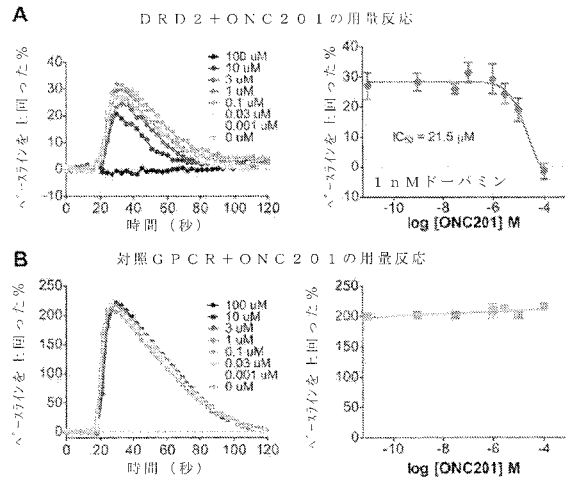 A
DRD2+ONC201の用量反応
ベースラインを上回った%
50
40
30
20
10
0
-10
0 20 40 60 80 100 120
時間 (秒)
100 uM
10 uM
3 uM
1 uM
0.1 uM
0.03 uM
0.001 uM
0 uM
ベースラインを上回った%
40
30
20
10
0
-10
IC50 = 21.5 μM
1nMドーパミン
-10 -8 -6 -4
log [ONC201] M
B
対照GPCR+ONC201の用量反応
ベースラインを上回った%
250
200
150
100
50
0
0 20 40 60 80 100 120
時間 (秒)
100 uM
10 uM
3 uM
1 uM
0.1 uM
0.03 uM
0.001 uM
0 uM
ベースラインを上回った%
250
200
150
100
50
0
-10 -8 -6 -4
log [ONC201] M